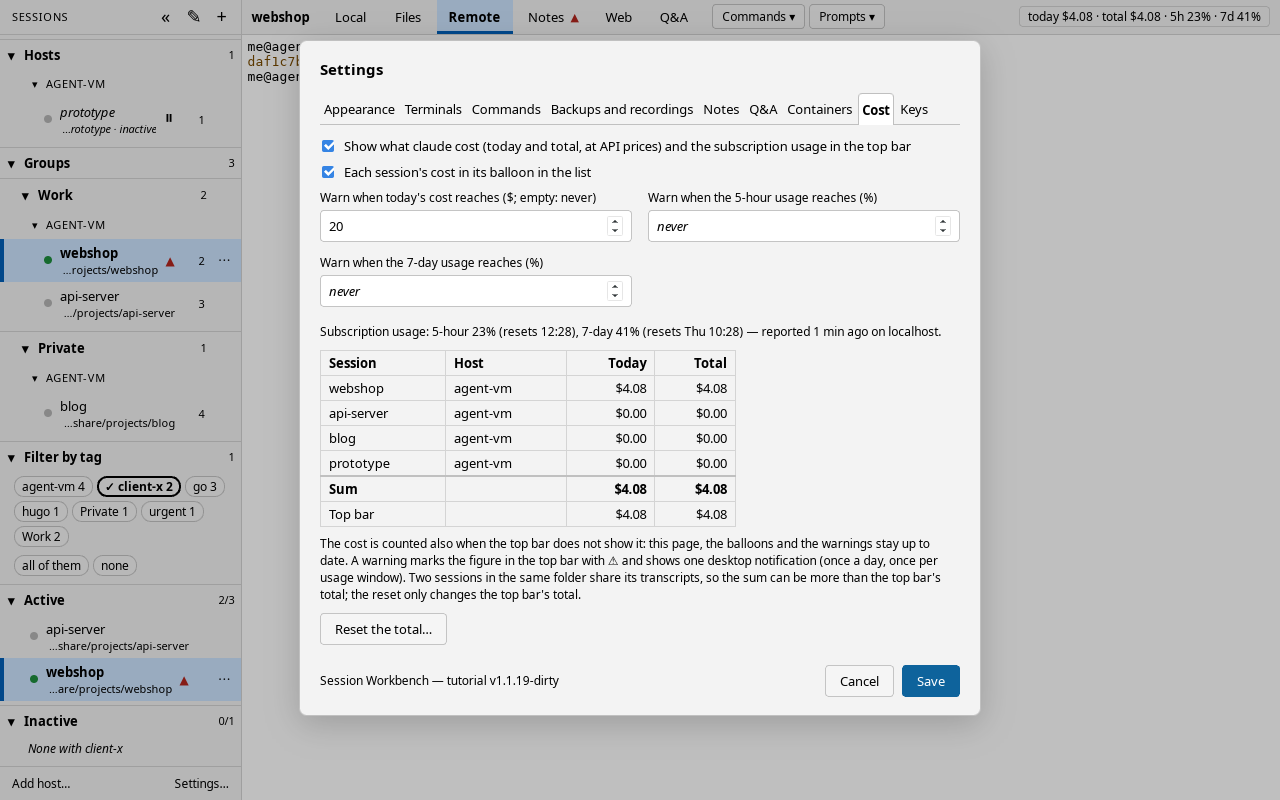 SESSIONS « ✎ +
webshop Local Files Remote Notes ▲ Web Q&A Commands ▾ Prompts ▾ today $4.08 · total $4.08 · 5h 23% · 7d 41%
▼ Hosts 1
▼ AGENT-VM
prototype 1
...rototype · inactive
▼ Groups 3
▼ Work 2
▼ AGENT-VM
webshop ▲ 2 ...
...rojects/webshop
api-server 3
.../projects/api-server
▼ Private 1
▼ AGENT-VM
blog 4
...share/projects/blog
▼ Filter by tag 1
agent-vm 4 ✓ client-x 2 go 3
hugo 1 Private 1 urgent 1
Work 2
all of them none
▼ Active 2/3
api-server
...share/projects/api-server
webshop ▲ ...
...are/projects/webshop
▼ Inactive 0/1
None with client-x
Add host... Settings...
me@agen
daf1c7b
me@agen
Settings
Appearance Terminals Commands Backups and recordings Notes Q&A Containers Cost Keys
Show what claude cost (today and total, at API prices) and the subscription usage in the top bar
Each session's cost in its balloon in the list
Warn when today's cost reaches ($; empty: never) Warn when the 5-hour usage reaches (%)
20 never
Warn when the 7-day usage reaches (%)
never
Subscription usage: 5-hour 23% (resets 12:28), 7-day 41% (resets Thu 10:28) — reported 1 min ago on localhost.
Session Host Today Total
webshop agent-vm $4.08 $4.08
api-server agent-vm $0.00 $0.00
blog agent-vm $0.00 $0.00
prototype agent-vm $0.00 $0.00
Sum $4.08 $4.08
Top bar $4.08 $4.08
The cost is counted also when the top bar does not show it: this page, the balloons and the warnings stay up to
date. A warning marks the figure in the top bar with ⚠ and shows one desktop notification (once a day, once per
usage window). Two sessions in the same folder share its transcripts, so the sum can be more than the top bar's
total; the reset only changes the top bar's total.
Reset the total...
Session Workbench — tutorial v1.1.19-dirty Cancel Save